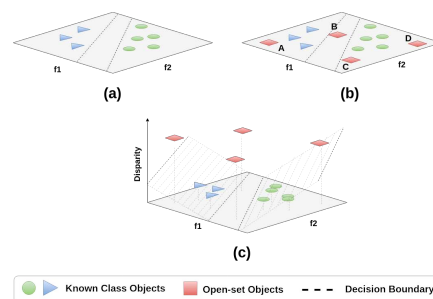 f1
f2
(a)
A
B
C
D
f1
f2
(b)
Disparity
f1
f2
(c)
Known Class Objects
Open-set Objects
Decision Boundary